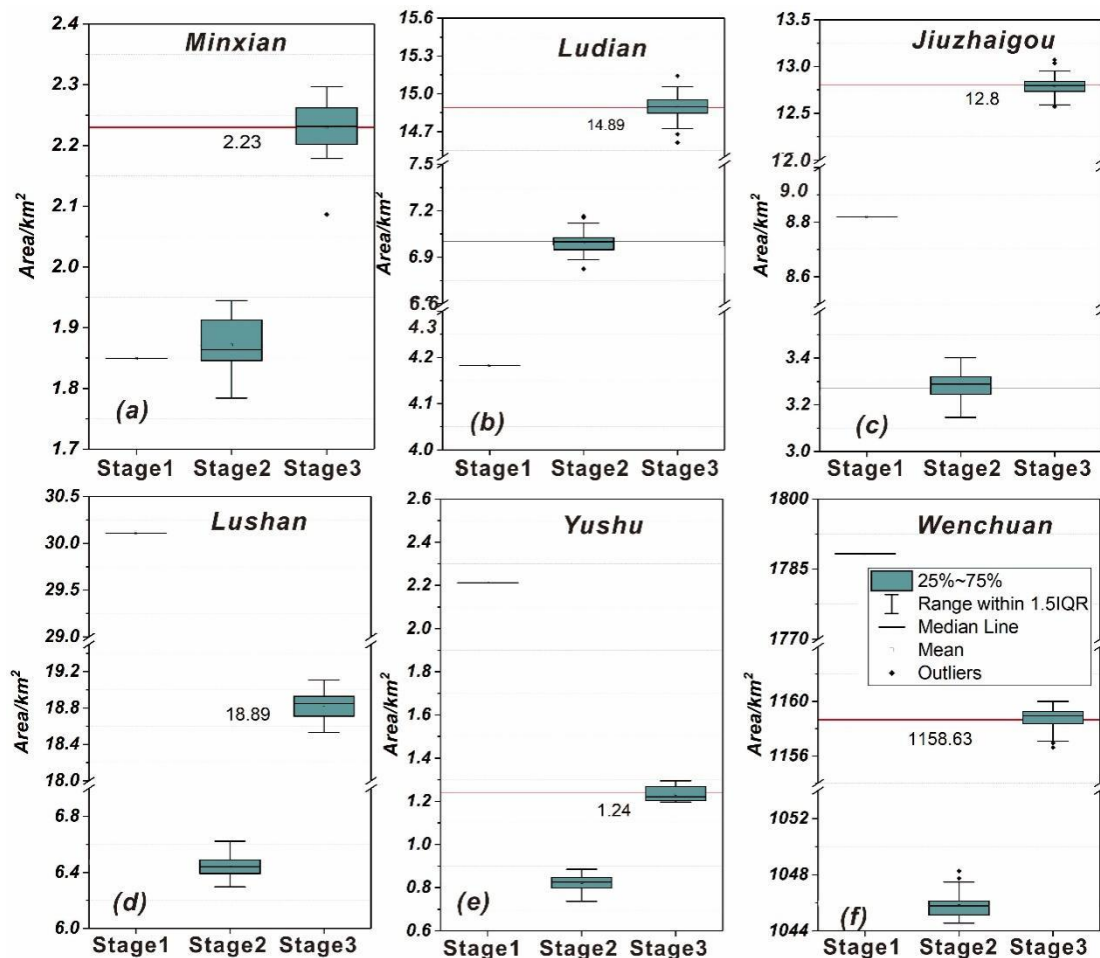 Minxian
Area/km²
2.4
2.3
2.2
2.1
2.0
1.9
1.8
1.7
2.23
(a)
Stage1 Stage2 Stage3
Ludian
Area/km²
15.6
15.3
15.0
14.7
7.5
7.2
6.9
6.6
4.3
4.2
4.1
4.0
14.89
(b)
Stage1 Stage2 Stage3
Jiuzhaigou
Area/km²
13.5
13.0
12.5
12.0
9.0
8.8
8.6
3.4
3.2
3.0
12.8
(c)
Stage1 Stage2 Stage3
Lushan
Area/km²
30.5
30.0
29.5
29.0
19.6
19.2
18.8
18.4
18.0
6.8
6.4
6.0
18.89
(d)
Stage1 Stage2 Stage3
Yushu
Area/km²
2.6
2.4
2.2
2.0
1.8
1.6
1.4
1.2
1.0
0.8
0.6
1.24
(e)
Stage1 Stage2 Stage3
Wenchuan
Area/km²
1800
1785
1770
1160
1156
1052
1048
1044
25%~75%
Range within 1.5IQR
Median Line
Mean
Outliers
1158.63
(f)
Stage1 Stage2 Stage3